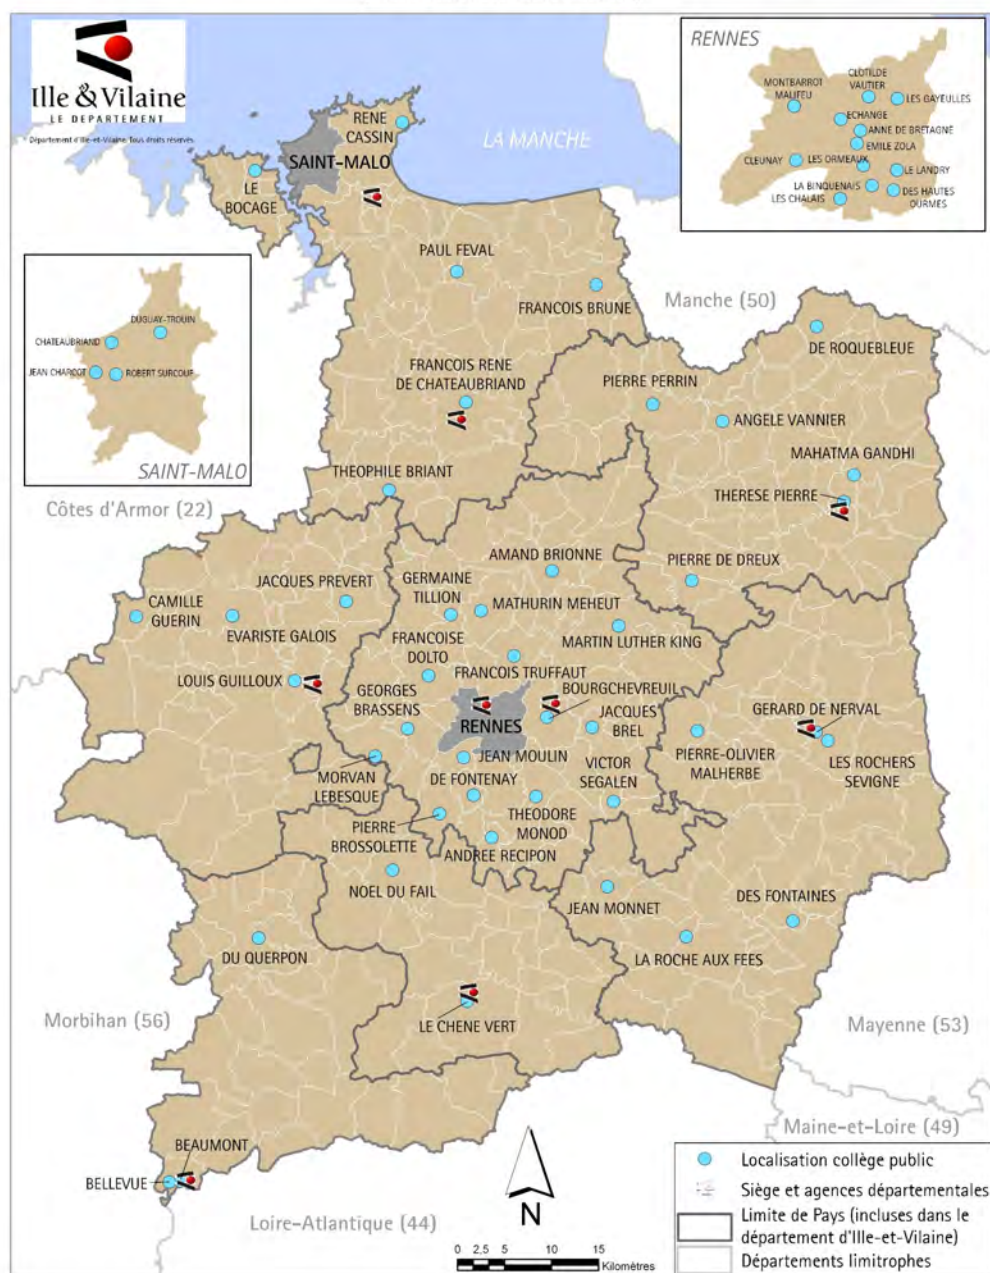 Ille & Vilaine
LE DEPARTEMENT
© Département d'Ille-et-Vilaine. Tous droits réservés.
RENNES
MONTBARROT
MALIFEU
CLOTILDE
VAUTIER
LES GAYEULLES
ECHANGE
ANNE DE BRETAGNE
EMILE ZOLA
CLEUNAY
LES ORMEAUX
LE LANDRY
LA BINQUENAIS
DES HAUTES
OURMES
LES CHALAIS
RENE
CASSIN
LA MANCHE
SAINT-MALO
LE
BOCAGE
PAUL FEVAL
FRANCOIS BRUNE
Manche (50)
DUGUAY-TROUIN
CHATEAUBRIAND
JEAN CHARCOT
ROBERT SURCOUF
SAINT-MALO
DE ROQUEBLEUE
FRANCOIS RENE
DE CHATEAUBRIAND
PIERRE PERRIN
ANGELE VANNIER
MAHATMA GANDHI
THEOPHILE BRIANT
THERESE PIERRE
Côtes d'Armor (22)
AMAND BRIONNE
PIERRE DE DREUX
JACQUES PREVERT
GERMAINE
TILLION
CAMILLE
GUERIN
MATHURIN MEHEUT
EVARISTE GALOIS
MARTIN LUTHER KING
FRANCOISE
DOLTO
FRANCOIS TRUFFAUT
LOUIS GUILLOUX
BOURGCHEVREUIL
GEORGES
BRASSENS
RENNES
JACQUES
BREL
GERARD DE NERVAL
PIERRE-OLIVIER
MALHERBE
LES ROCHERS
SEVIGNE
JEAN MOULIN
VICTOR
SEGALEN
MORVAN
LEBESQUE
DE FONTENAY
THEODORE
MONOD
PIERRE
BROSSOLETTE
ANDREE RECIPON
NOEL DU FAIL
JEAN MONNET
DES FONTAINES
DU QUERPON
LA ROCHE AUX FEES
Morbihan (56)
LE CHENE VERT
Mayenne (53)
Maine-et-Loire (49)
BEAUMONT
BELLEVUE
Loire-Atlantique (44)
N
0 2,5 5 10 15
Kilomètres
Localisation collège public
Siège et agences départementales
Limite de Pays (incluses dans le
département d'Ille-et-Vilaine)
Départements limitrophes